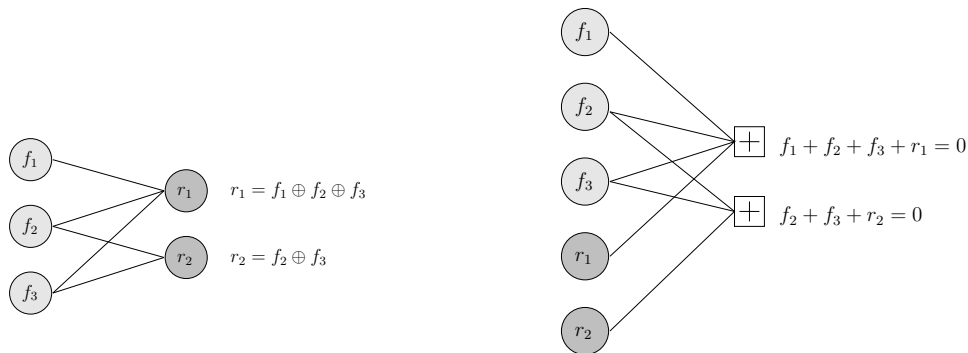 f₁
f₂
f₃
r₁ r₁ = f₁ ⊕ f₂ ⊕ f₃
r₂ r₂ = f₂ ⊕ f₃
f₁
f₂
f₃
r₁
r₂
+ f₁ + f₂ + f₃ + r₁ = 0
+ f₂ + f₃ + r₂ = 0